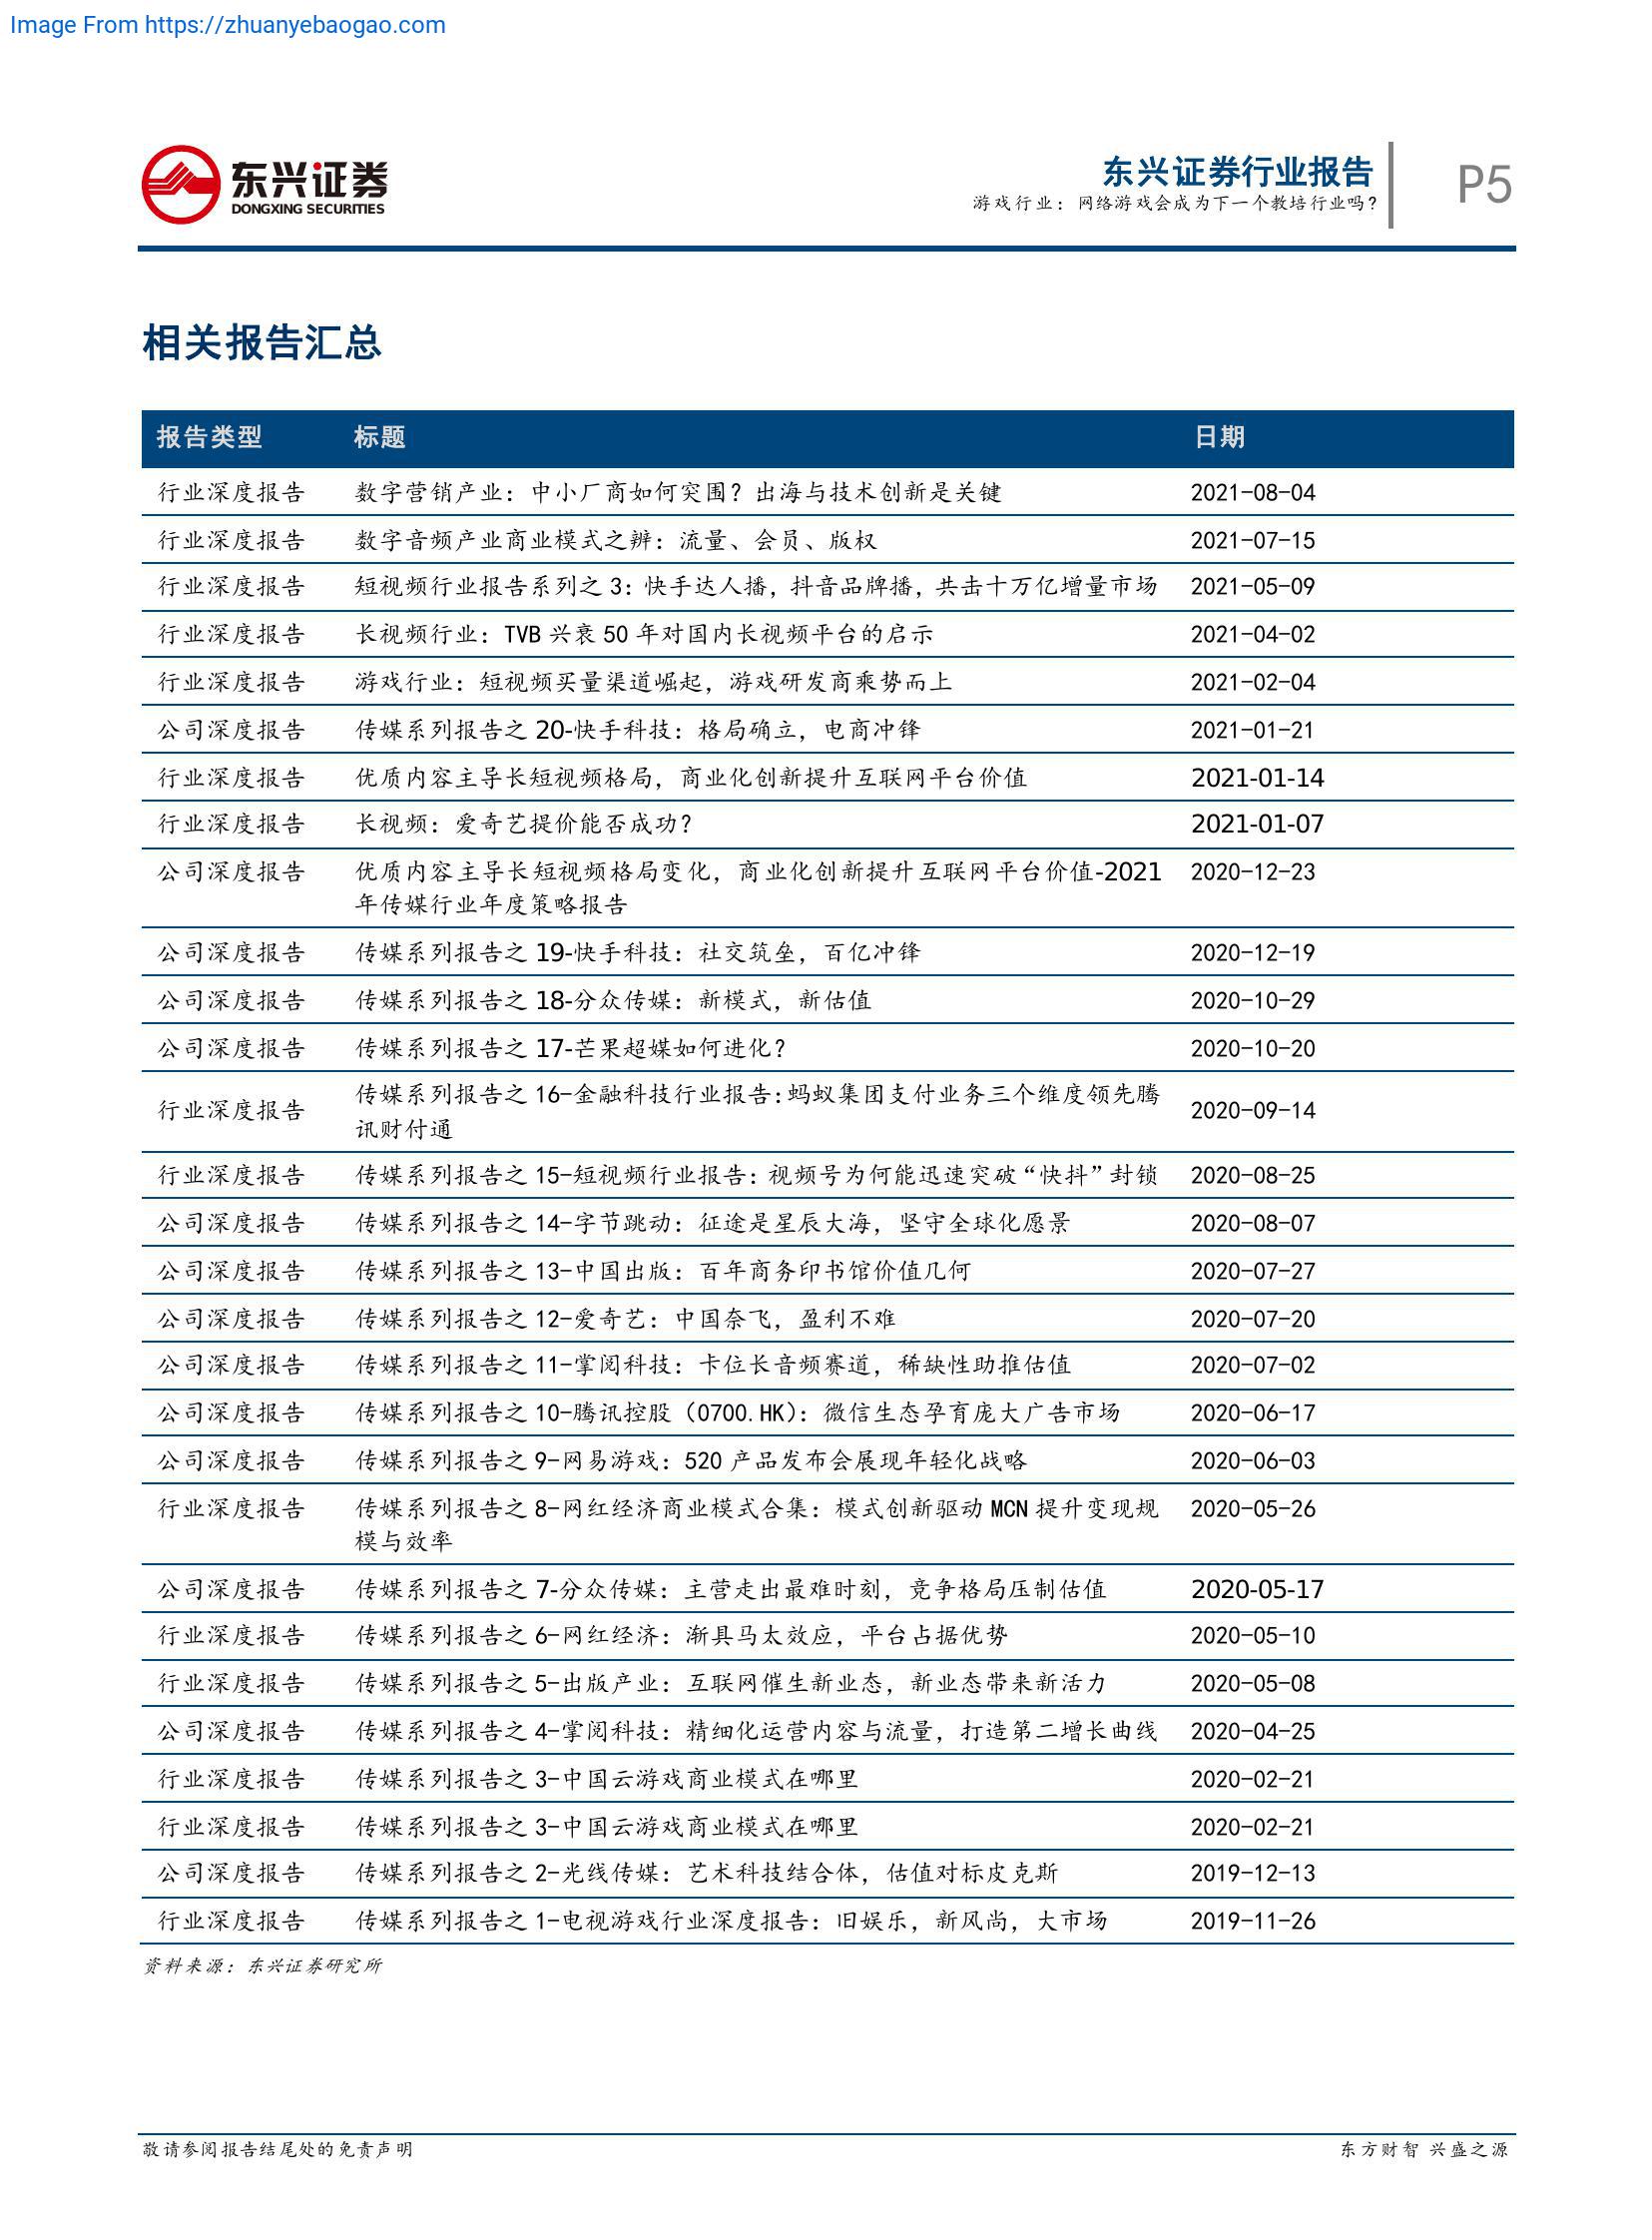 Image From https://zhuanyebaogao.com
东兴证券
DONGXING SECURITIES
东兴证券行业报告
游戏行业：网络游戏会成为下一个教培行业吗？
P5
相关报告汇总
报告类型 标题 日期
行业深度报告 数字营销产业：中小厂商如何突围？出海与技术创新是关键 2021-08-04
行业深度报告 数字音频产业商业模式之辨：流量、会员、版权 2021-07-15
行业深度报告 短视频行业报告系列之 3：快手达人播，抖音品牌播，共击十万亿增量市场 2021-05-09
行业深度报告 长视频行业：TVB 兴衰 50 年对国内长视频平台的启示 2021-04-02
行业深度报告 游戏行业：短视频买量渠道崛起，游戏研发商乘势而上 2021-02-04
公司深度报告 传媒系列报告之 20-快手科技：格局确立，电商冲锋 2021-01-21
行业深度报告 优质内容主导长短视频格局，商业化创新提升互联网平台价值 2021-01-14
行业深度报告 长视频：爱奇艺提价能否成功？ 2021-01-07
公司深度报告 优质内容主导长短视频格局变化，商业化创新提升互联网平台价值-2021 2020-12-23
年传媒行业年度策略报告
公司深度报告 传媒系列报告之 19-快手科技：社交筑垒，百亿冲锋 2020-12-19
公司深度报告 传媒系列报告之 18-分众传媒：新模式，新估值 2020-10-29
公司深度报告 传媒系列报告之 17-芒果超媒如何进化？ 2020-10-20
行业深度报告 传媒系列报告之 16-金融科技行业报告：蚂蚁集团支付业务三个维度领先腾 2020-09-14
讯财付通
行业深度报告 传媒系列报告之 15-短视频行业报告：视频号为何能迅速突破“快抖”封锁 2020-08-25
公司深度报告 传媒系列报告之 14-字节跳动：征途是星辰大海，坚守全球化愿景 2020-08-07
公司深度报告 传媒系列报告之 13-中国出版：百年商务印书馆价值几何 2020-07-27
公司深度报告 传媒系列报告之 12-爱奇艺：中国奈飞，盈利不难 2020-07-20
公司深度报告 传媒系列报告之 11-掌阅科技：卡位长音频赛道，稀缺性助推估值 2020-07-02
公司深度报告 传媒系列报告之 10-腾讯控股（0700.HK）：微信生态孕育庞大广告市场 2020-06-17
公司深度报告 传媒系列报告之 9-网易游戏：520 产品发布会展现年轻化战略 2020-06-03
行业深度报告 传媒系列报告之 8-网红经济商业模式合集：模式创新驱动 MCN 提升变现规 2020-05-26
模与效率
公司深度报告 传媒系列报告之 7-分众传媒：主营走出最难时刻，竞争格局压制估值 2020-05-17
行业深度报告 传媒系列报告之 6-网红经济：渐具马太效应，平台占据优势 2020-05-10
行业深度报告 传媒系列报告之 5-出版产业：互联网催生新业态，新业态带来新活力 2020-05-08
公司深度报告 传媒系列报告之 4-掌阅科技：精细化运营内容与流量，打造第二增长曲线 2020-04-25
行业深度报告 传媒系列报告之 3-中国云游戏商业模式在哪里 2020-02-21
行业深度报告 传媒系列报告之 3-中国云游戏商业模式在哪里 2020-02-21
公司深度报告 传媒系列报告之 2-光线传媒：艺术科技结合体，估值对标皮克斯 2019-12-13
行业深度报告 传媒系列报告之 1-电视游戏行业深度报告：旧娱乐，新风尚，大市场 2019-11-26
资料来源：东兴证券研究所
敬请参阅报告结尾处的免责声明 东方财智 兴盛之源